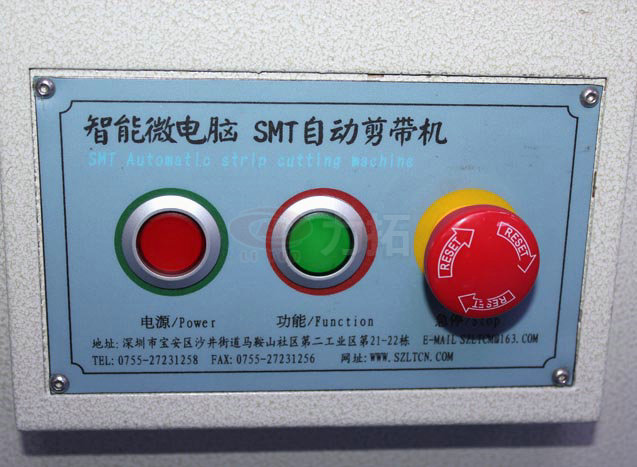 智能微电脑 SMT自动剪带机
SMT Automatic strip cutting machine
力拓
RESET RESET RESET
电源/Power 功能/Function 急停/Stop
地址: 深圳市宝安区沙井街道马鞍山社区第二工业区第21-22栋 E-MAIL SZLTCM@163.COM
TEL: 0755-27231258 FAX: 0755-27231256 网址: WWW.SZLTCN.COM